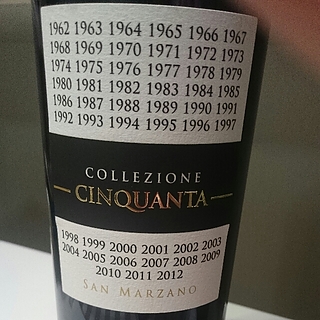 1962 1963 1964 1965 1966 1967
1968 1969 1970 1971 1972 1973
1974 1975 1976 1977 1978 1979
1980 1981 1982 1983 1984 1985
1986 1987 1988 1989 1990 1991
1992 1993 1994 1995 1996 1997
COLLEZIONE
CINQUANTA
1998 1999 2000 2001 2002 2003
2004 2005 2006 2007 2008 2009
2010 2011 2012
SAN MARZANO